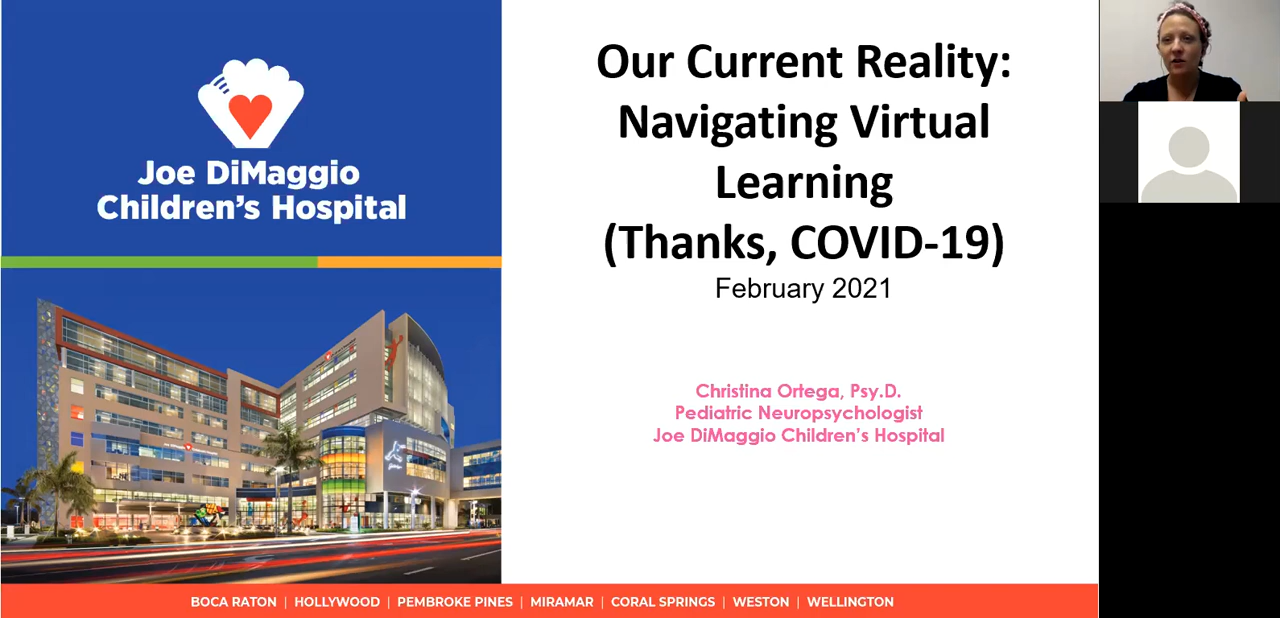 Joe DiMaggio
Children's Hospital
Our Current Reality:
Navigating Virtual
Learning
(Thanks, COVID-19)
February 2021
Christina Ortega, Psy.D.
Pediatric Neuropsychologist
Joe DiMaggio Children's Hospital
BOCA RATON | HOLLYWOOD | PEMBROKE PINES | MIRAMAR | CORAL SPRINGS | WESTON | WELLINGTON